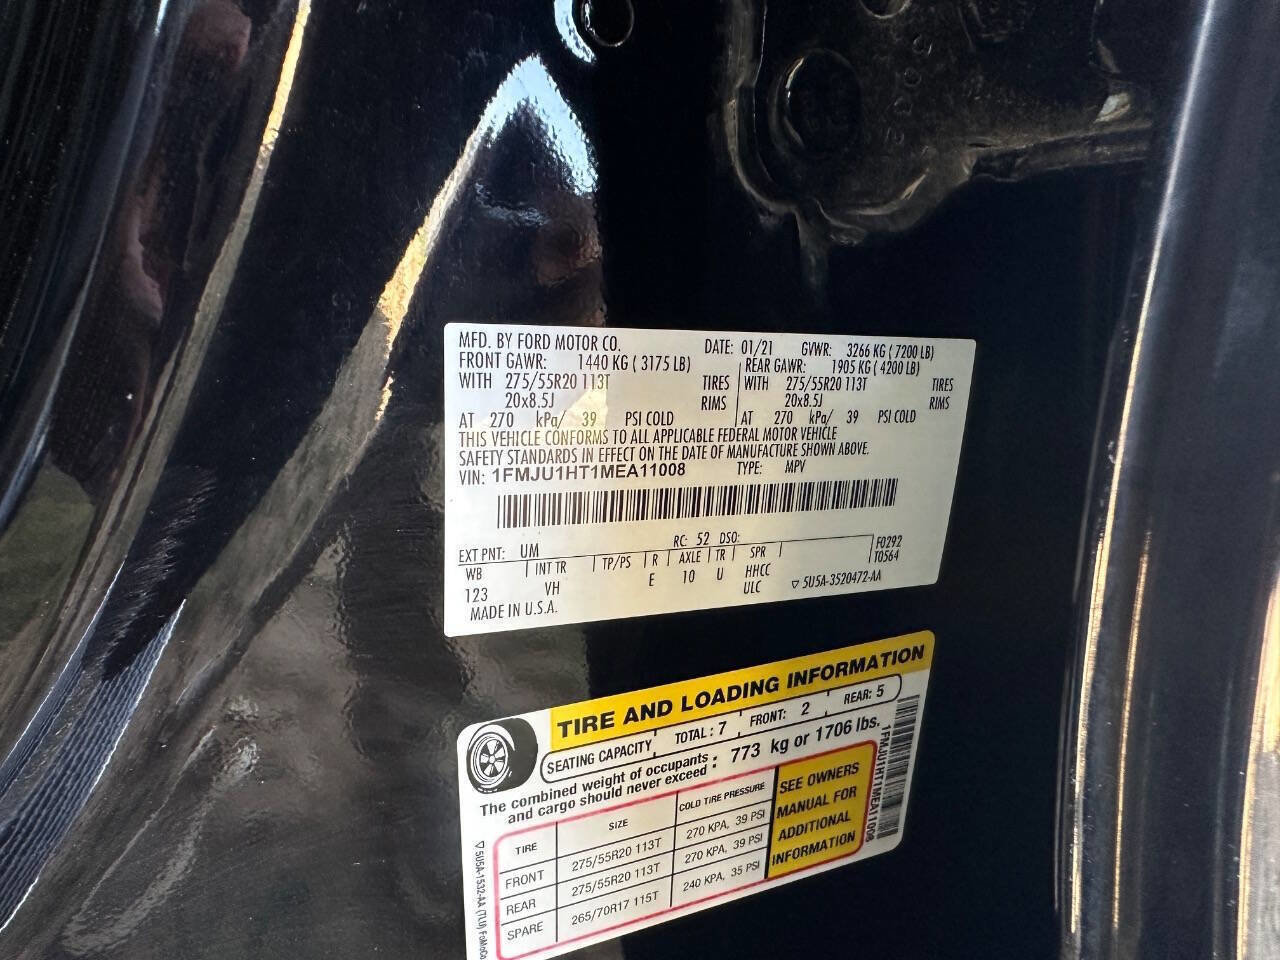 MFD. BY FORD MOTOR CO. DATE: 01/21 GVWR: 3266 KG ( 7200 LB)
FRONT GAWR: 1440 KG ( 3175 LB) REAR GAWR: 1905 KG ( 4200 LB)
WITH 275/55R20 113T TIRES WITH 275/55R20 113T TIRES
20x8.5J RIMS 20x8.5J RIMS
AT 270 kPa/ 39 PSI COLD AT 270 kPa/ 39 PSI COLD
THIS VEHICLE CONFORMS TO ALL APPLICABLE FEDERAL MOTOR VEHICLE
SAFETY STANDARDS IN EFFECT ON THE DATE OF MANUFACTURE SHOWN ABOVE.
VIN: 1FMJU1HT1MEA11008 TYPE: MPV
EXT PNT: UM RC: 52 DSO: F0292
WB INT TR TP/PS R AXLE TR SPR T0564
123 VH E 10 U HHCC
ULC 5U5A-3520472-AA
MADE IN U.S.A.
TIRE AND LOADING INFORMATION
SEATING CAPACITY TOTAL: 7 FRONT: 2 REAR: 5
The combined weight of occupants and cargo should never exceed : 773 kg or 1706 lbs.
TIRE SIZE COLD TIRE PRESSURE
FRONT 275/55R20 113T 270 KPA, 39 PSI
REAR 275/55R20 113T 270 KPA, 39 PSI
SPARE 265/70R17 115T 240 KPA, 35 PSI
SEE OWNERS
MANUAL FOR
ADDITIONAL
INFORMATION
1FMJU1HT1MEA11008
5U5A-1532-AA (TLU) FoMoCo